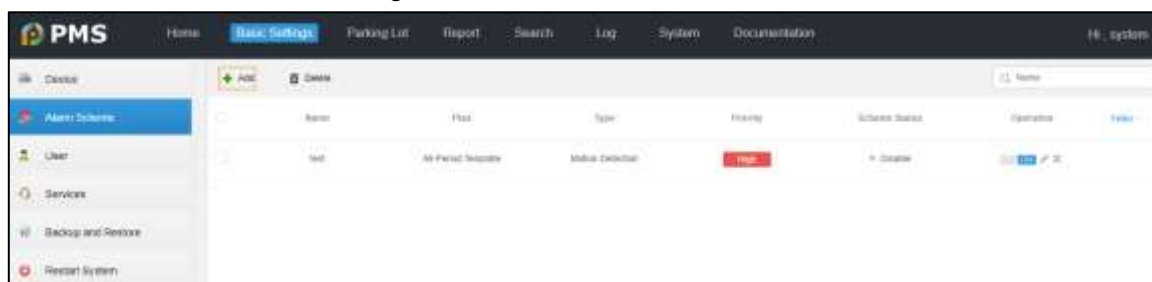 PMS Home Basic Settings Parking Lot Report Search Log System Documentation Hi , system
Device Add Delete Name
Alarm Scheme Name Plan Type Priority Scheme Status Operation
test All-Period Template Motion Detection High Disable
User
Services
Backup and Restore
Restart System